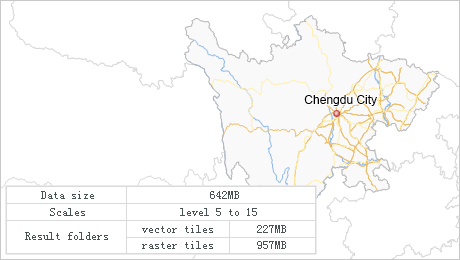 Chengdu City
Data size 642MB
Scales level 5 to 15
Result folders vector tiles 227MB
raster tiles 957MB